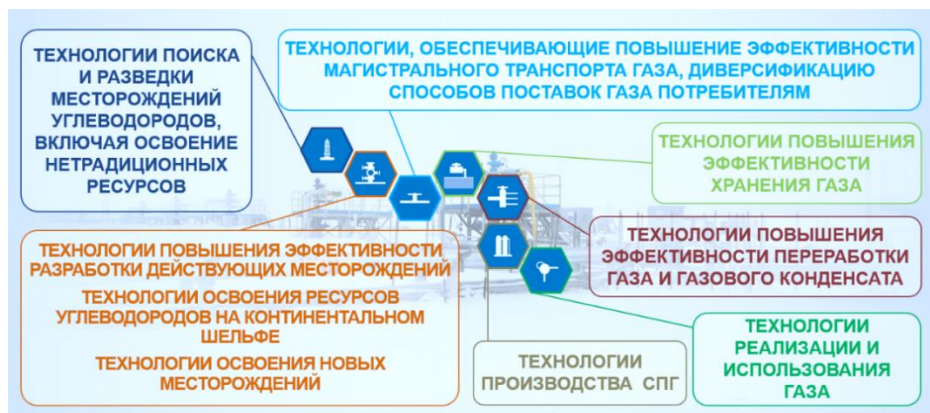 ТЕХНОЛОГИИ ПОИСКА
И РАЗВЕДКИ
МЕСТОРОЖДЕНИЙ
УГЛЕВОДОРОДОВ,
ВКЛЮЧАЯ ОСВОЕНИЕ
НЕТРАДИЦИОННЫХ
РЕСУРСОВ
ТЕХНОЛОГИИ, ОБЕСПЕЧИВАЮЩИЕ ПОВЫШЕНИЕ ЭФФЕКТИВНОСТИ
МАГИСТРАЛЬНОГО ТРАНСПОРТА ГАЗА, ДИВЕРСИФИКАЦИЮ
СПОСОБОВ ПОСТАВОК ГАЗА ПОТРЕБИТЕЛЯМ
ТЕХНОЛОГИИ ПОВЫШЕНИЯ
ЭФФЕКТИВНОСТИ
ХРАНЕНИЯ ГАЗА
ТЕХНОЛОГИИ ПОВЫШЕНИЯ
ЭФФЕКТИВНОСТИ ПЕРЕРАБОТКИ
ГАЗА И ГАЗОВОГО КОНДЕНСАТА
ТЕХНОЛОГИИ ПОВЫШЕНИЯ ЭФФЕКТИВНОСТИ
РАЗРАБОТКИ ДЕЙСТВУЮЩИХ МЕСТОРОЖДЕНИЙ
ТЕХНОЛОГИИ ОСВОЕНИЯ РЕСУРСОВ
УГЛЕВОДОРОДОВ НА КОНТИНЕНТАЛЬНОМ
ШЕЛЬФЕ
ТЕХНОЛОГИИ ОСВОЕНИЯ НОВЫХ
МЕСТОРОЖДЕНИЙ
ТЕХНОЛОГИИ
ПРОИЗВОДСТВА СПГ
ТЕХНОЛОГИИ
РЕАЛИЗАЦИИ И
ИСПОЛЬЗОВАНИЯ
ГАЗА